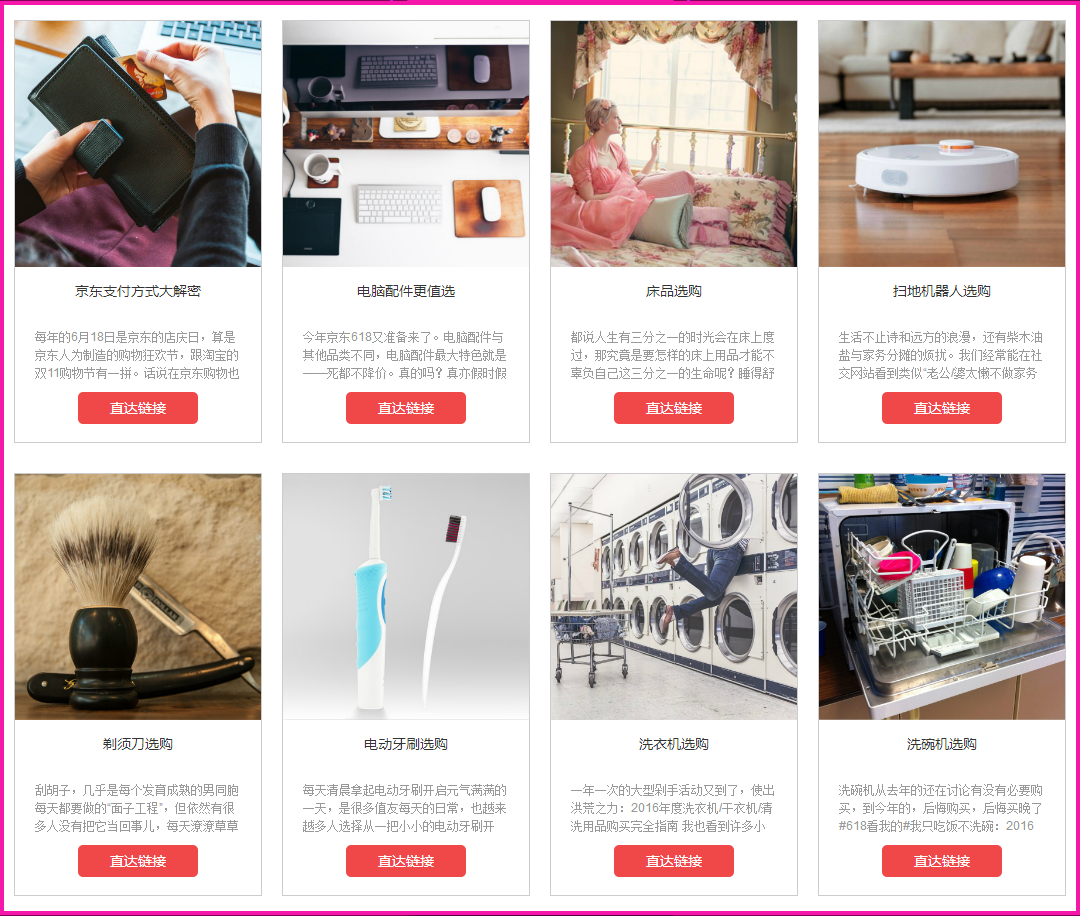 京东支付方式大解密
每年的6月18日是京东的店庆日，算是
京东人为制造的购物狂欢节，跟淘宝的
双11购物节有一拼。话说在京东购物也
直达链接
电脑配件更值选
今年京东618又准备来了。电脑配件与
其他品类不同，电脑配件最大特色就是
——死都不降价。真的吗？真亦假时假
直达链接
床品选购
都说人生有三分之一的时光会在床上度
过，那究竟是要怎样的床上用品才能不
辜负自己这三分之一的生命呢？睡得舒
直达链接
扫地机器人选购
生活不止诗和远方的浪漫，还有柴木油
盐与家务分摊的烦扰。我们经常能在社
交网站看到类似“老公/婆太懒不做家务
直达链接
剃须刀选购
刮胡子，几乎是每个发育成熟的男同胞
每天都要做的“面子工程”，但依然有很
多人没有把它当回事儿，每天潦潦草草
直达链接
电动牙刷选购
每天清晨拿起电动牙刷开启元气满满的
一天，是很多值友每天的日常，也越来
越多人选择从一把小小的电动牙刷开
直达链接
洗衣机选购
一年一次的大型剁手活动又到了，使出
洪荒之力：2016年度洗衣机/干衣机/清
洗用品购买完全指南 我也看到许多小
直达链接
洗碗机选购
洗碗机从去年的还在讨论有没有必要购
买，到今年的，后悔购买，后悔买晚了
#618看我的#我只吃饭不洗碗：2016
直达链接